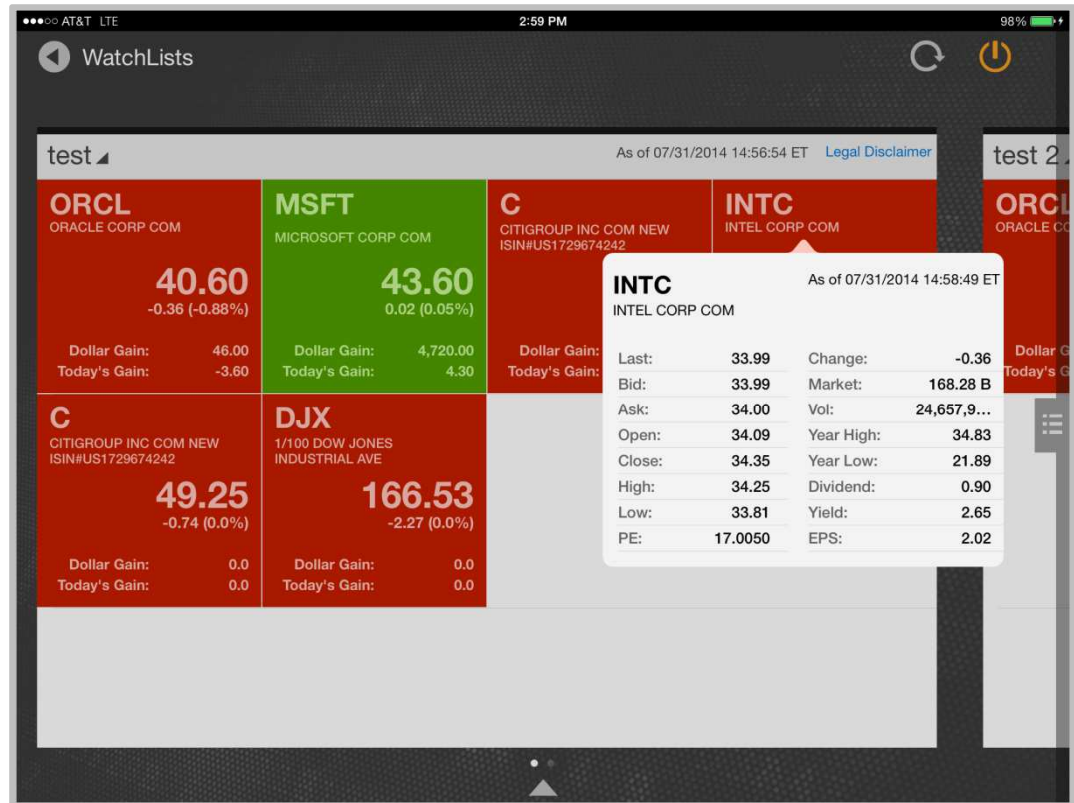 AT&T LTE 2:59 PM 98%
WatchLists
test As of 07/31/2014 14:56:54 ET Legal Disclaimer
ORCL
ORACLE CORP COM
40.60
-0.36 (-0.88%)
Dollar Gain: 46.00
Today's Gain: -3.60
MSFT
MICROSOFT CORP COM
43.60
0.02 (0.05%)
Dollar Gain: 4,720.00
Today's Gain: 4.30
C
CITIGROUP INC COM NEW
ISIN#US1729674242
Dollar Gain:
Today's Gain:
INTC
INTEL CORP COM
C
CITIGROUP INC COM NEW
ISIN#US1729674242
49.25
-0.74 (0.0%)
Dollar Gain: 0.0
Today's Gain: 0.0
DJX
1/100 DOW JONES
INDUSTRIAL AVE
166.53
-2.27 (0.0%)
Dollar Gain: 0.0
Today's Gain: 0.0
INTC As of 07/31/2014 14:58:49 ET
INTEL CORP COM
Last: 33.99 Change: -0.36
Bid: 33.99 Market: 168.28 B
Ask: 34.00 Vol: 24,657,9...
Open: 34.09 Year High: 34.83
Close: 34.35 Year Low: 21.89
High: 34.25 Dividend: 0.90
Low: 33.81 Yield: 2.65
PE: 17.0050 EPS: 2.02
test 2
ORCL
ORACLE
Dollar
Today's